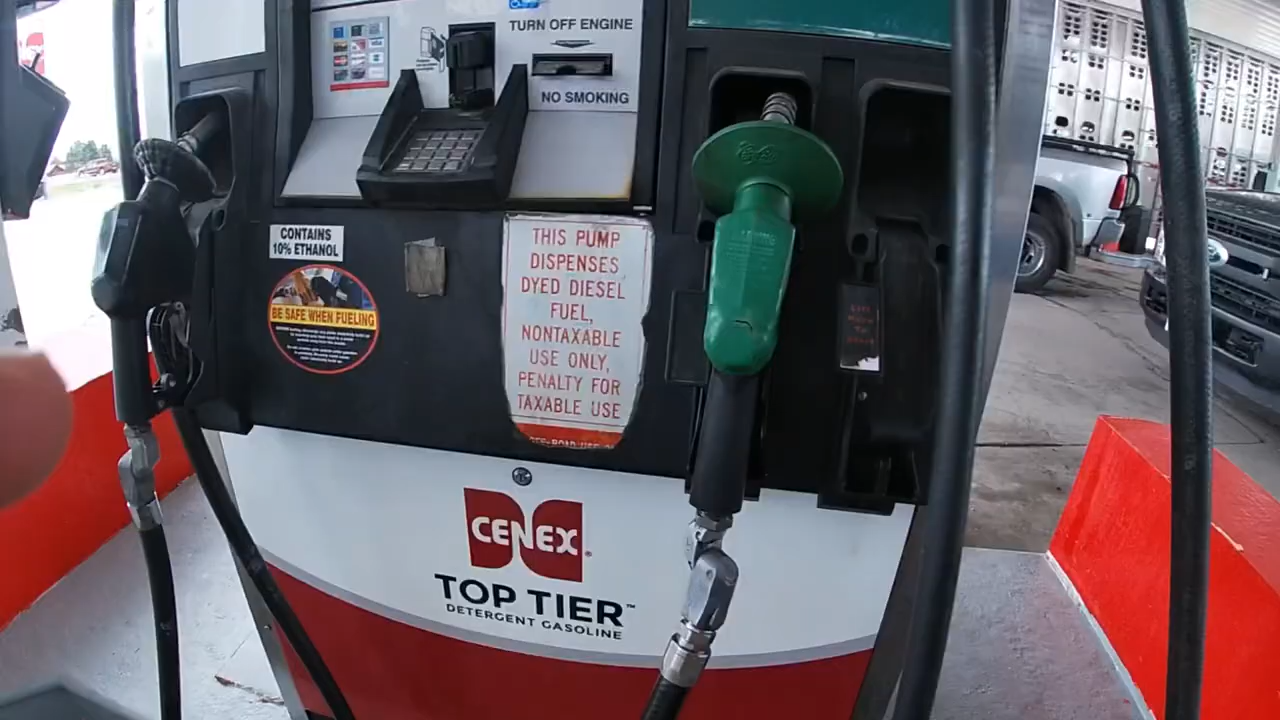 TURN OFF ENGINE
NO SMOKING
CONTAINS
10% ETHANOL
BE SAFE WHEN FUELING
THIS PUMP
DISPENSES
DYED DIESEL
FUEL,
NONTAXABLE
USE ONLY,
PENALTY FOR
TAXABLE USE
CENEX
TOP TIER™
DETERGENT GASOLINE